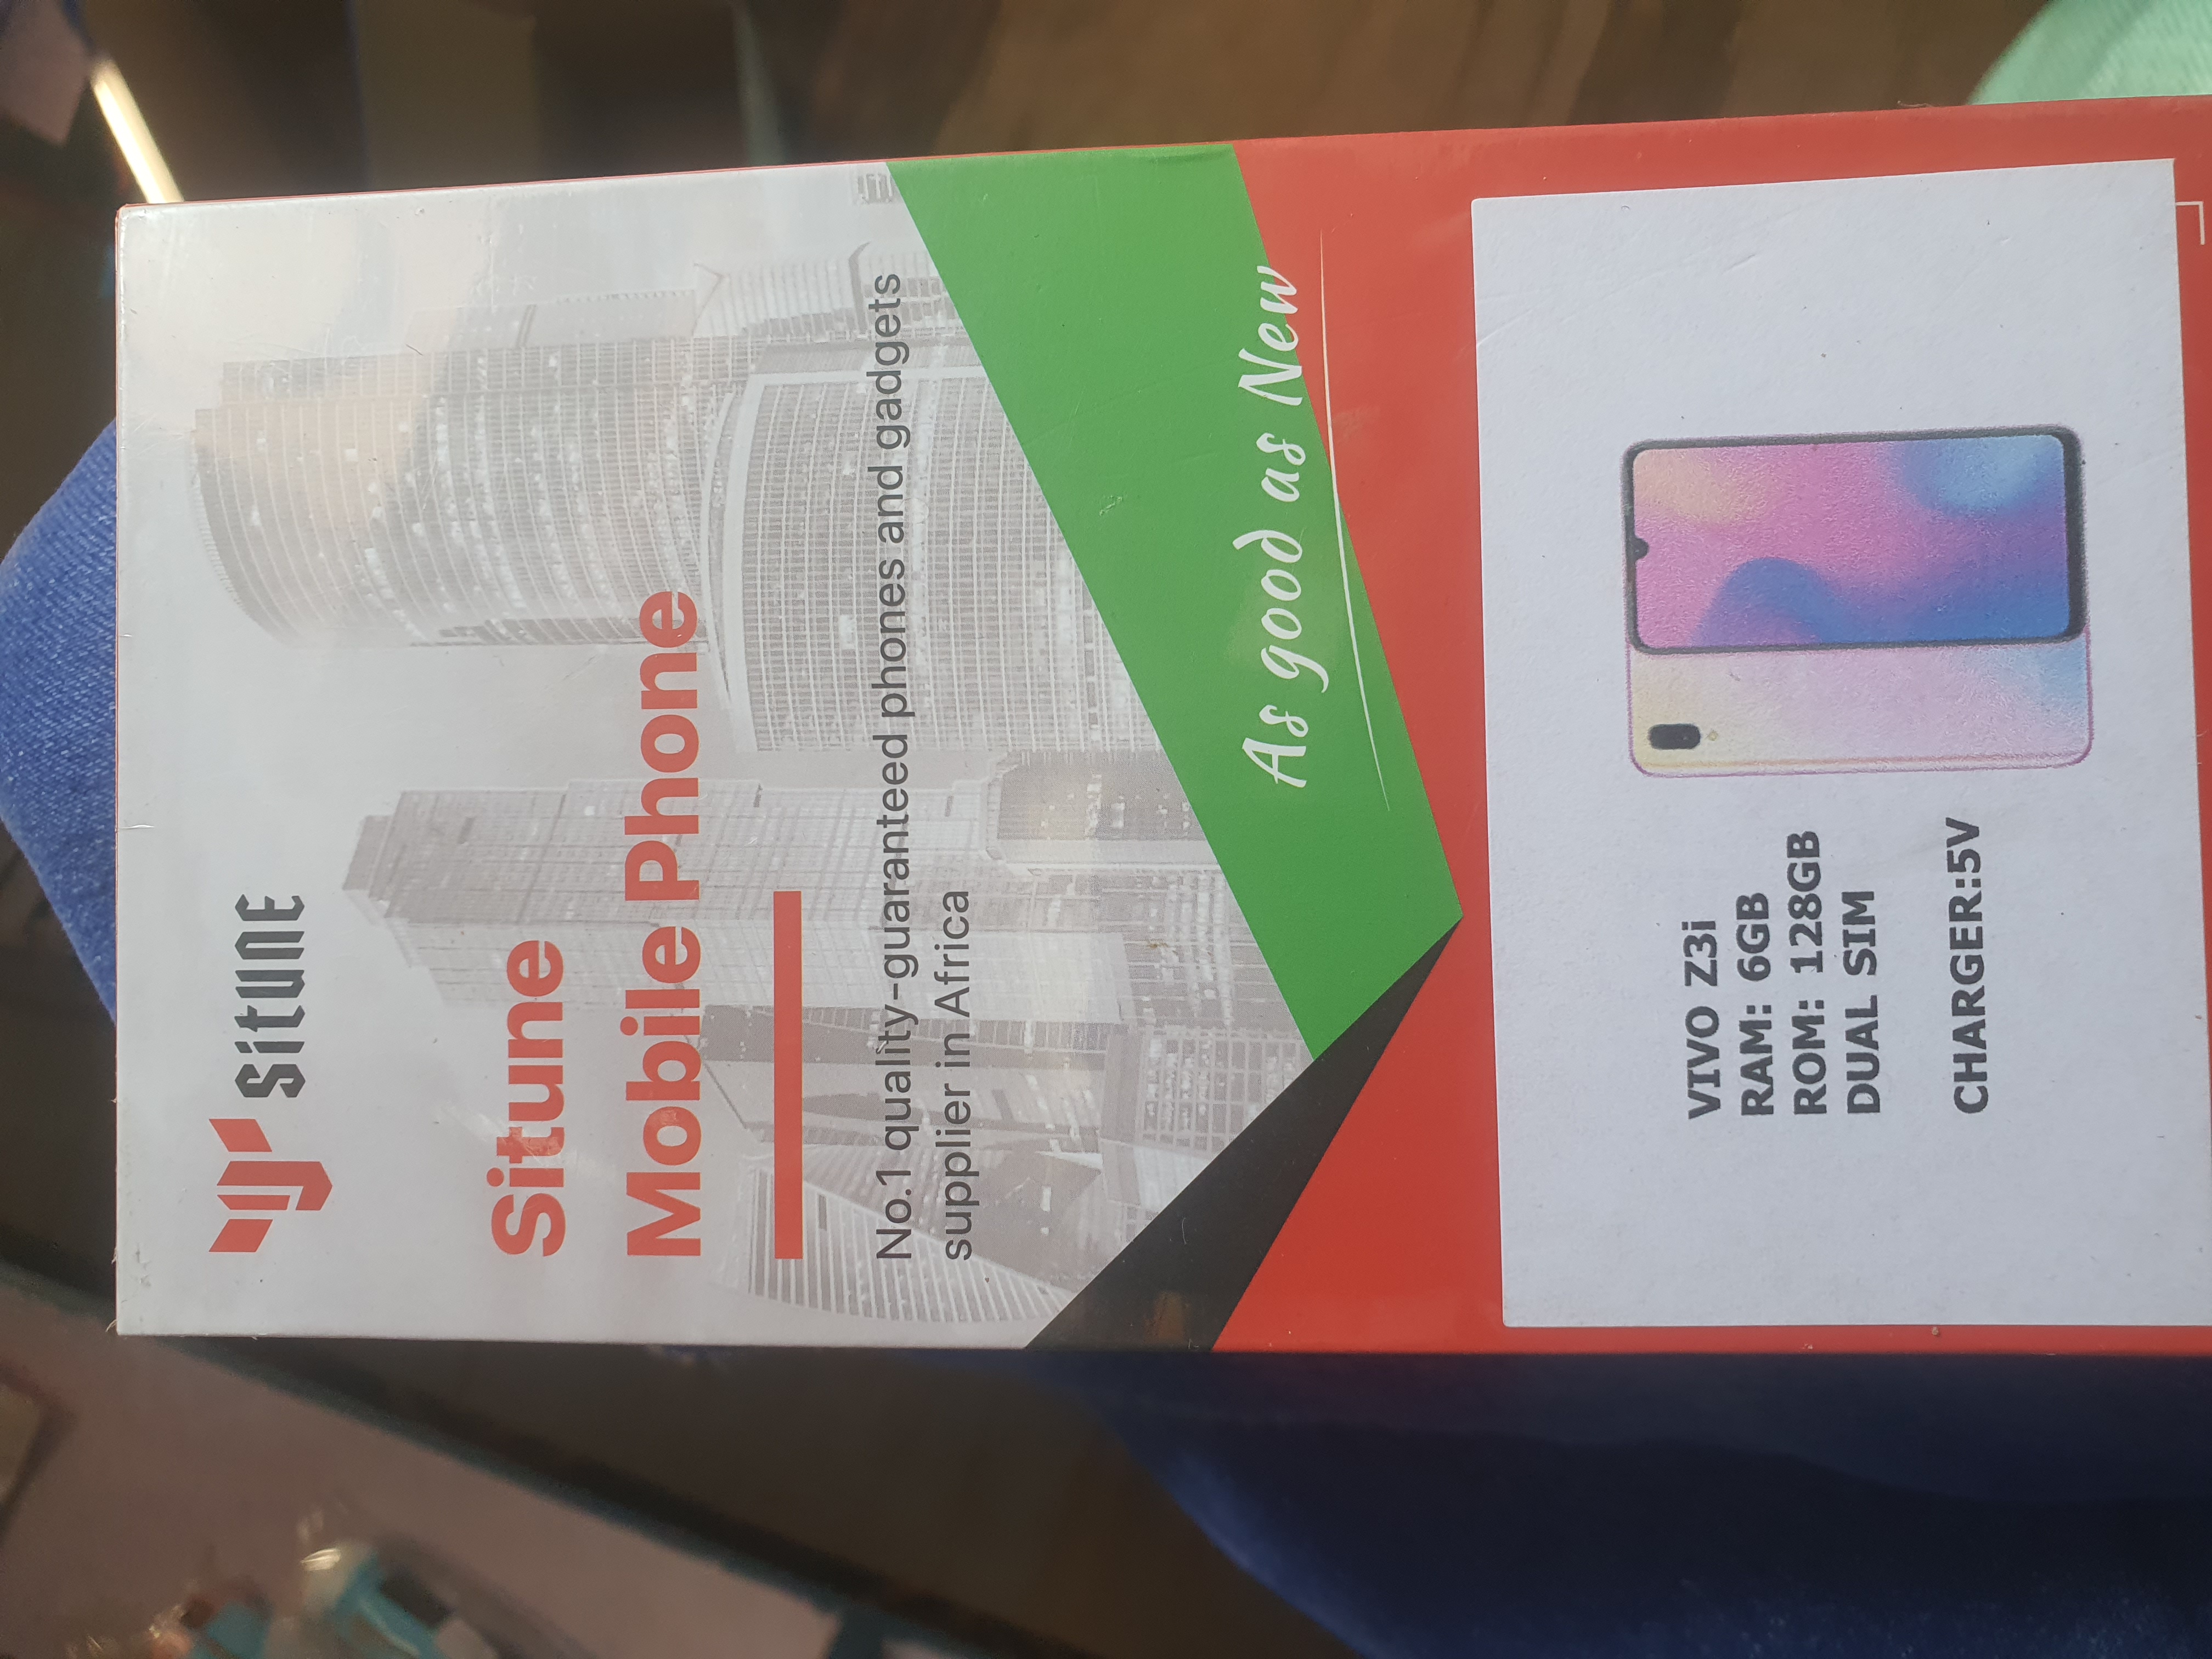 Situne
Situne
Mobile Phone
No.1 quality-guaranteed phones and gadgets
supplier in Africa
As good as New
VIVO Z3i
RAM: 6GB
ROM: 128GB
DUAL SIM
CHARGER:5V